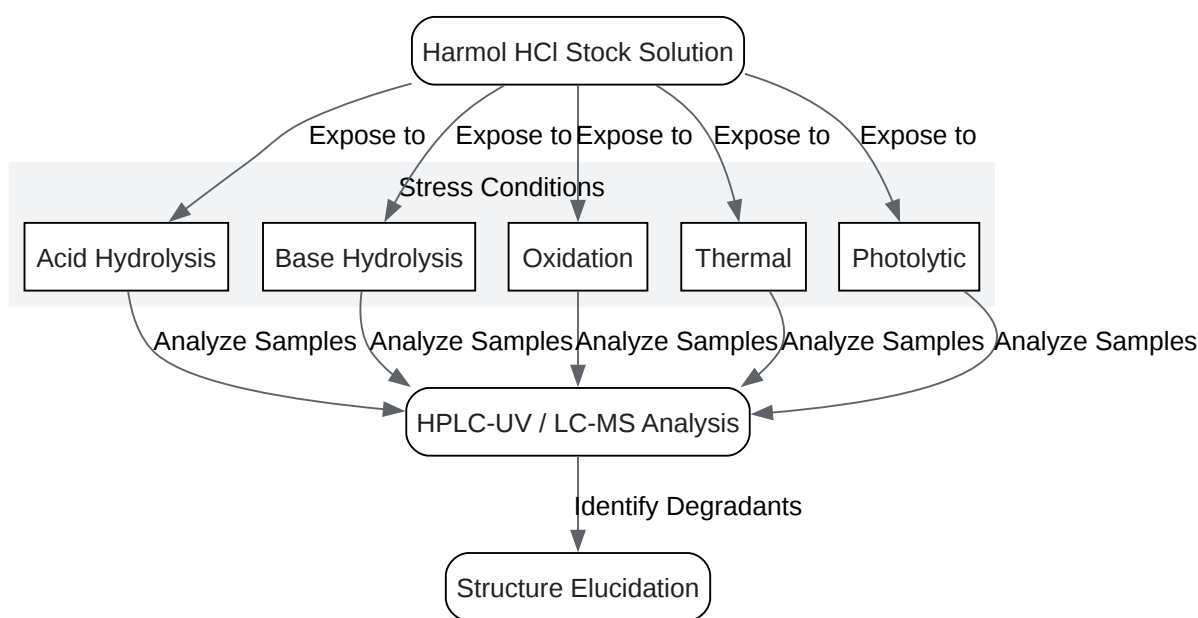 Harmol HCl Stock Solution
Expose to Expose to Expose to Expose to Expose to
Stress Conditions
Acid Hydrolysis Base Hydrolysis Oxidation Thermal Photolytic
Analyze Samples Analyze Samples Analyze Samples Analyze Samples Analyze Samples
HPLC-UV / LC-MS Analysis
Identify Degradants
Structure Elucidation